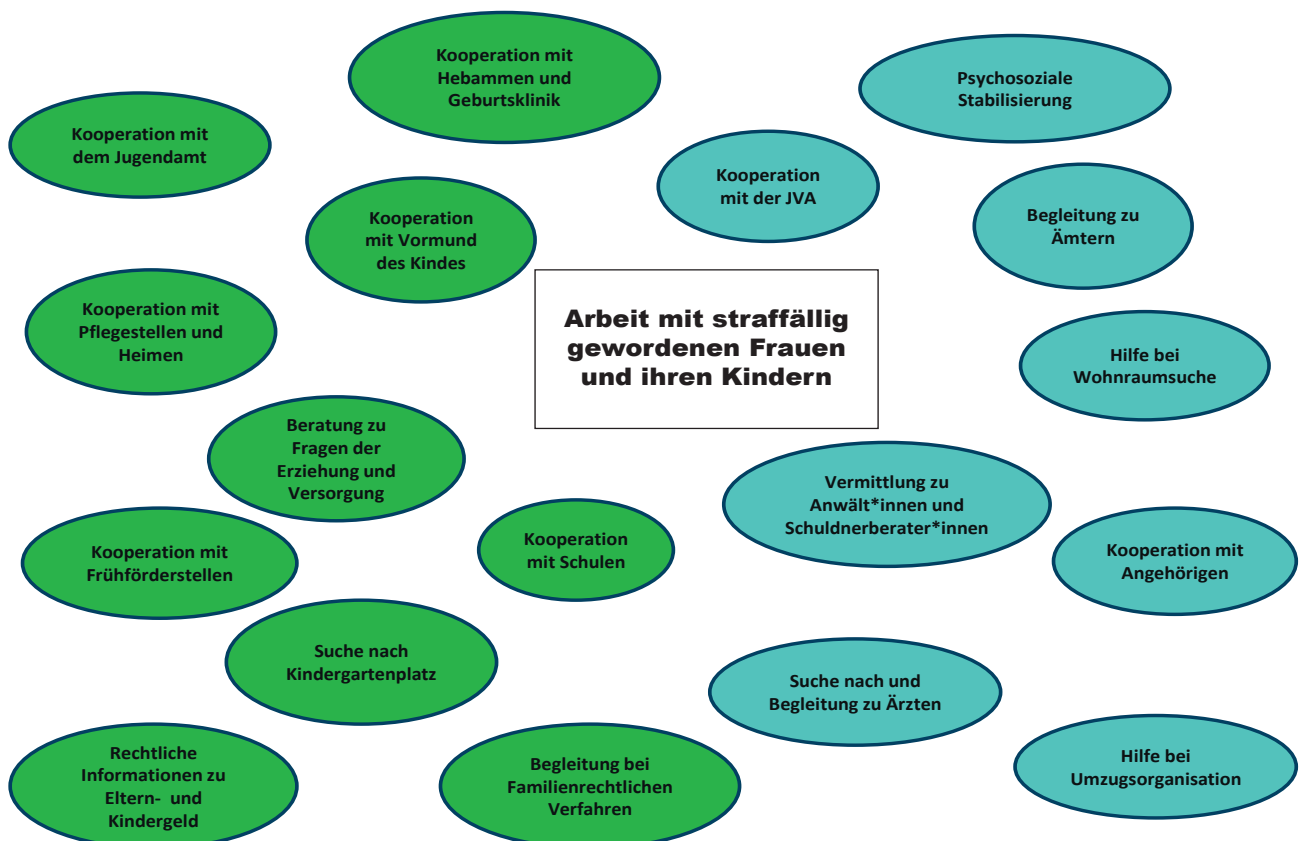 Kooperation mit
Hebammen und
Geburtsklinik
Psychosoziale
Stabilisierung
Kooperation mit
dem Jugendamt
Kooperation
mit der JVA
Kooperation
mit Vormund
des Kindes
Begleitung zu
Ämtern
Kooperation mit
Pflegestellen und
Heimen
Arbeit mit straffällig
gewordenen Frauen
und ihren Kindern
Hilfe bei
Wohnraumsuche
Beratung zu
Fragen der
Erziehung und
Versorgung
Vermittlung zu
Anwält*innen und
Schuldnerberater*innen
Kooperation mit
Frühförderstellen
Kooperation
mit Schulen
Kooperation mit
Angehörigen
Suche nach
Kindergartenplatz
Suche nach und
Begleitung zu Ärzten
Rechtliche
Informationen zu
Eltern- und
Kindergeld
Begleitung bei
Familienrechtlichen
Verfahren
Hilfe bei
Umzugsorganisation